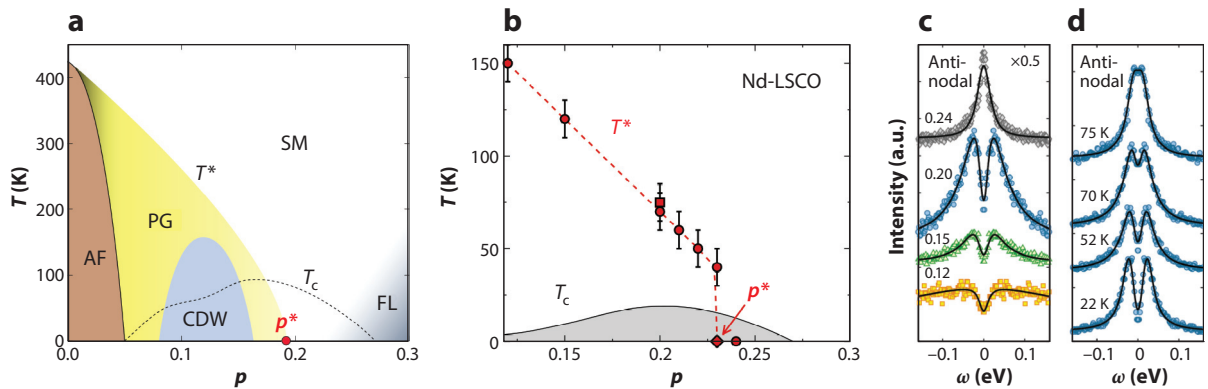 a
T (K)
400
300
200
100
0
0.0
0.1
0.2
0.3
p
AF
PG
T*
SM
CDW
Tc
p*
FL
b
T (K)
150
100
50
0
0.15
0.2
0.25
0.3
p
Nd-LSCO
T*
Tc
p*
c
Intensity (a.u.)
Anti-
nodal
×0.5
0.24
0.20
0.15
0.12
−0.1
0
0.1
ω (eV)
d
Anti-
nodal
75 K
70 K
52 K
22 K
−0.1
0
0.1
ω (eV)